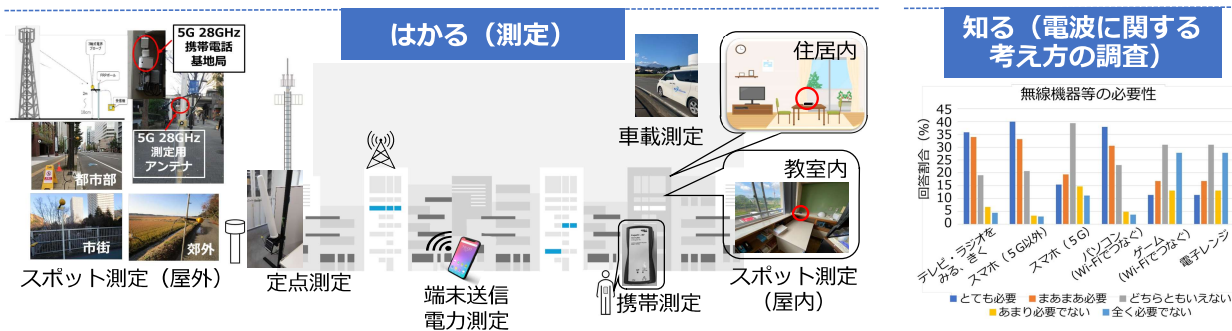 はかる（測定）
5G 28GHz
携帯電話
基地局
5G 28GHz
測定用
アンテナ
都市部
市街
郊外
スポット測定（屋外）
定点測定
端末送信
電力測定
携帯測定
車載測定
住居内
教室内
スポット測定
（屋内）
知る（電波に関する
考え方の調査）
無線機器等の必要性
回答割合（%）
45
40
35
30
25
20
15
10
5
0
テレビ・ラジオを
みる、きく
スマホ（5G以外）
スマホ（5G）
パソコン
(Wi-Fiでつなぐ)
ゲーム
(Wi-Fiでつなぐ)
電子レンジ
とても必要
まあまあ必要
どちらともいえない
あまり必要でない
全く必要でない